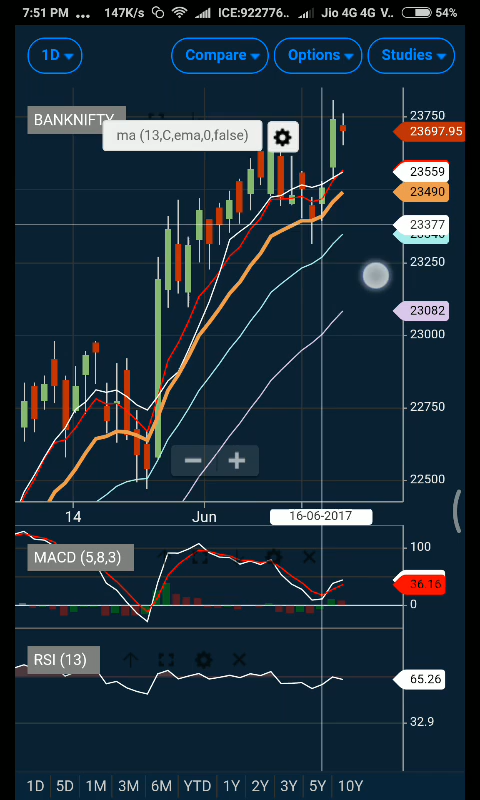 7:51 PM ... 147K/s ICE:922776.. Jio 4G 4G V.. 54%
1D Compare Options Studies
BANKNIFTY
ma (13,C,ema,0,false)
23750
23697.95
23559
23490
23377
23250
23082
23000
22750
22500
14 Jun 16-06-2017
MACD (5,8,3)
100
36.16
0
RSI (13)
65.26
32.9
1D 5D 1M 3M 6M YTD 1Y 2Y 3Y 5Y 10Y